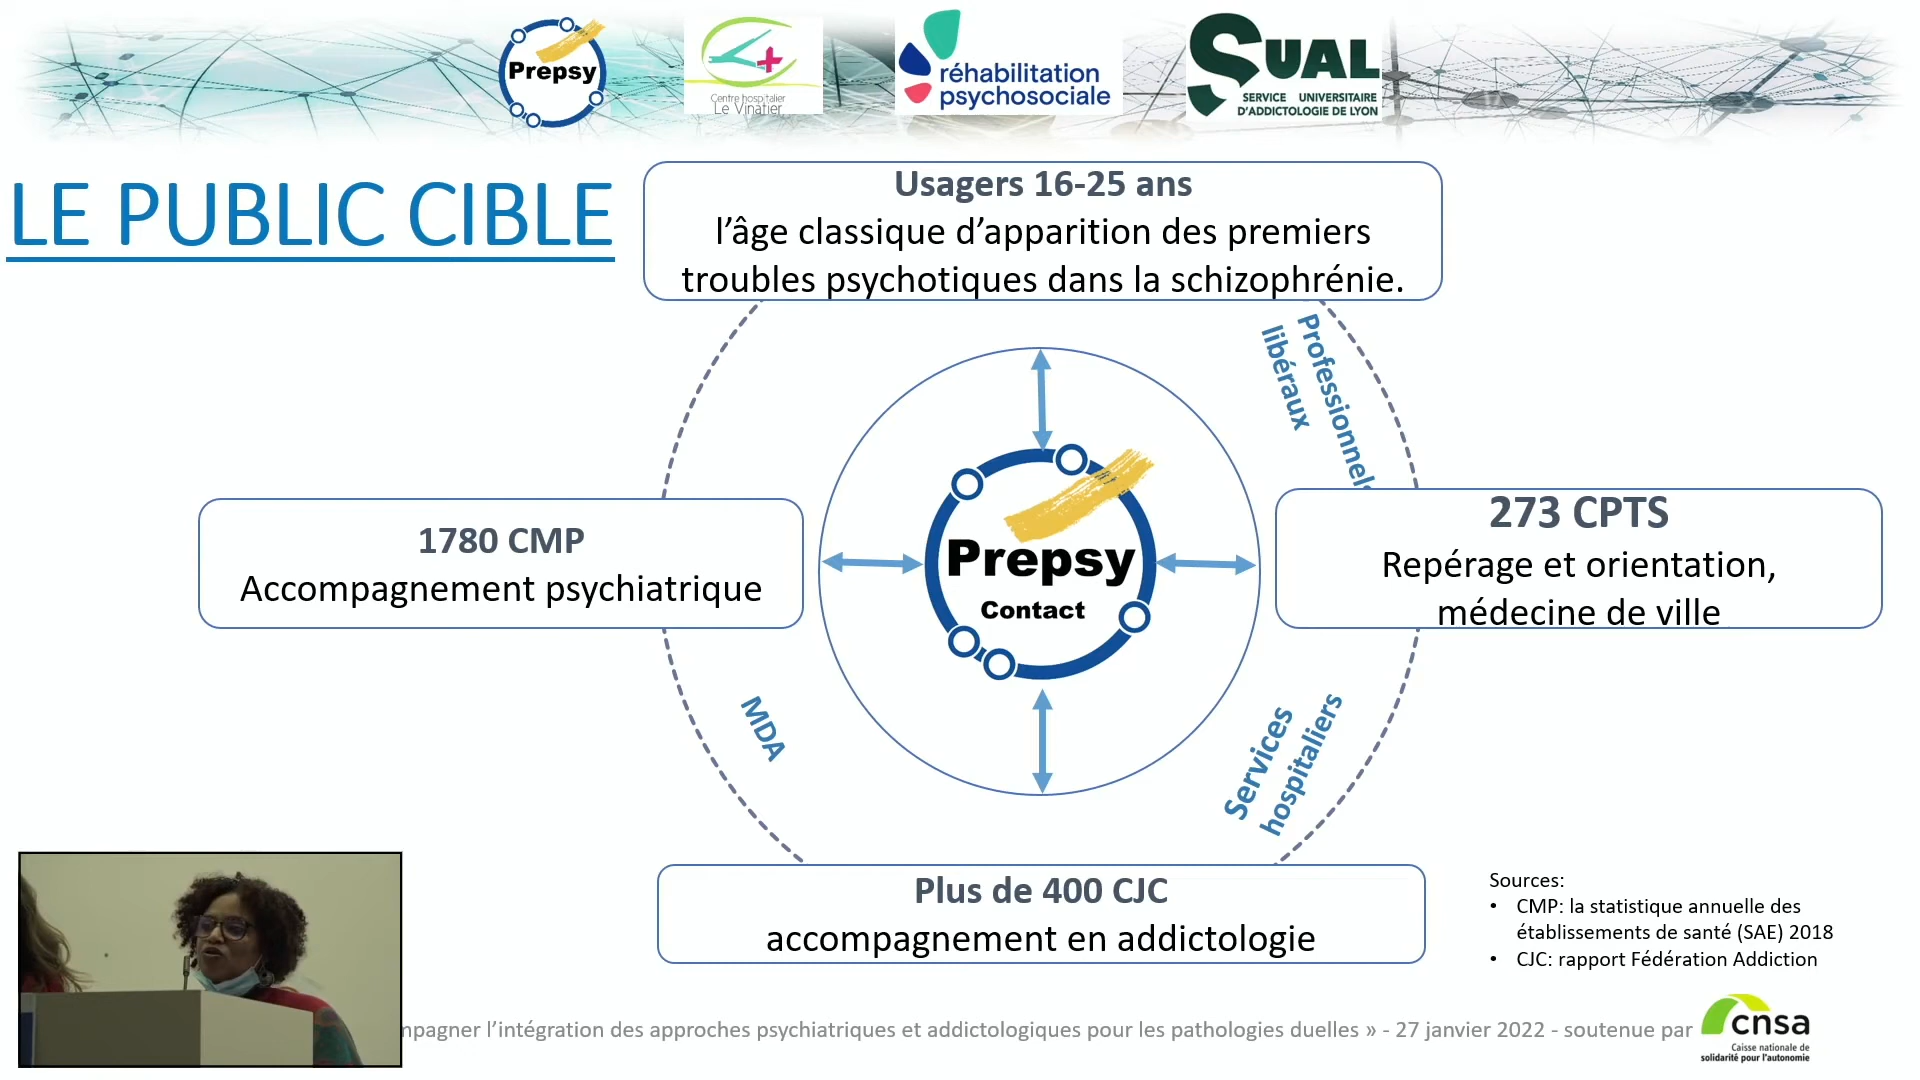 Prepsy
Centre hospitalier
Le Vinatier
réhabilitation
psychosociale
SUAL
SERVICE UNIVERSITAIRE
D'ADDICTOLOGIE DE LYON
LE PUBLIC CIBLE
Usagers 16-25 ans
l’âge classique d’apparition des premiers
troubles psychotiques dans la schizophrénie.
Professionnels
libéraux
1780 CMP
Accompagnement psychiatrique
Prepsy
Contact
273 CPTS
Repérage et orientation,
médecine de ville
MDA
Services
hospitaliers
Plus de 400 CJC
accompagnement en addictologie
Sources:
• CMP: la statistique annuelle des
établissements de santé (SAE) 2018
• CJC: rapport Fédération Addiction
mpagner l’intégration des approches psychiatriques et addictologiques pour les pathologies duelles » - 27 janvier 2022 - soutenue par
cnsa
Caisse nationale de
solidarité pour l'autonomie